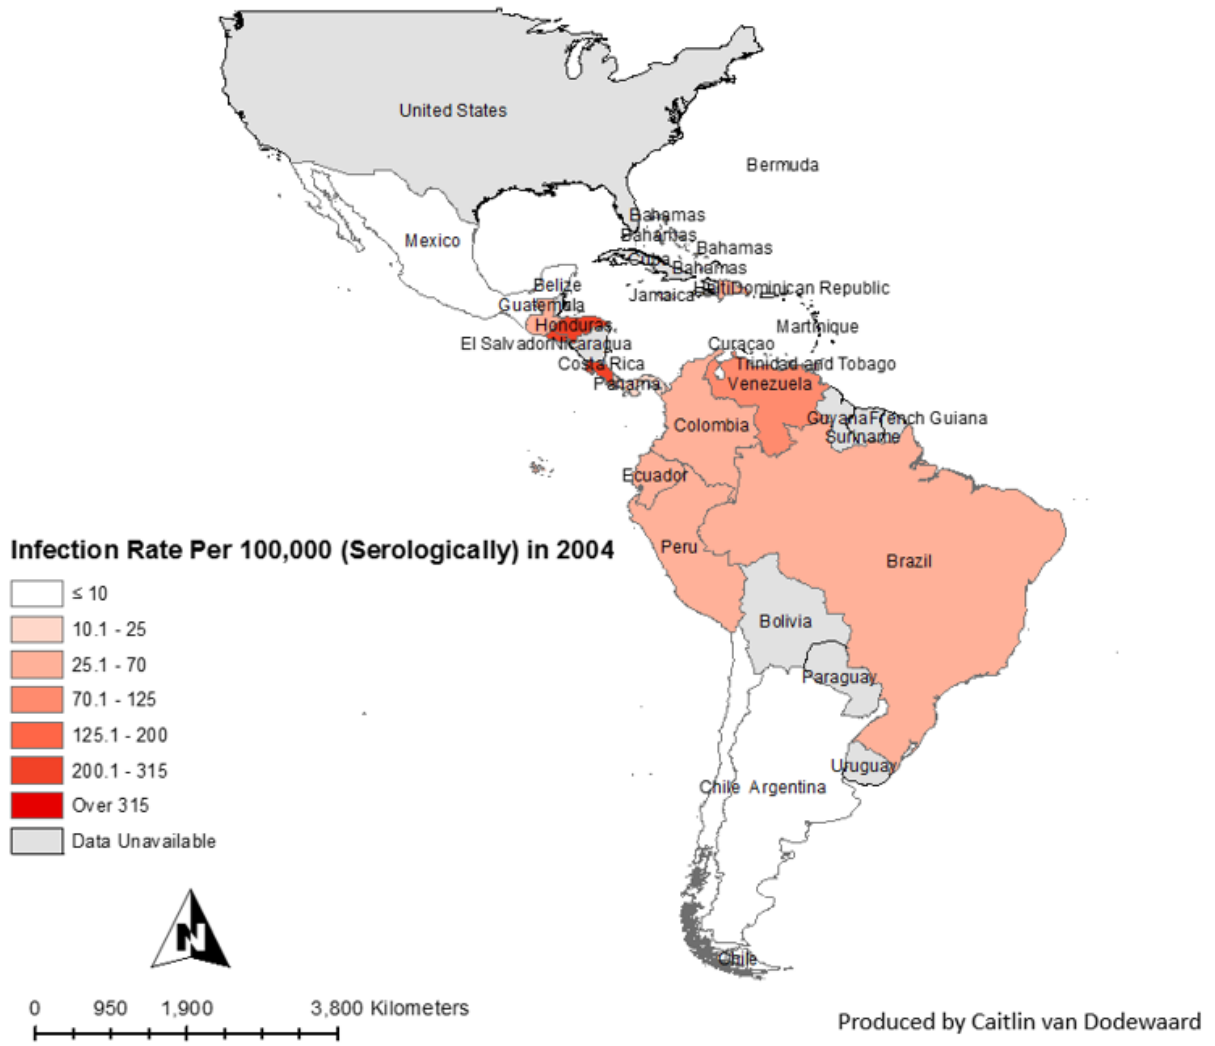 United States
Bermuda
Bahamas
Bahamas
Mexico
Bahamas
Cuba
Bahamas
Belize
Haiti Dominican Republic
Jamaica
Guatemala
Honduras
Martinique
El Salvador Nicaragua
Curaçao
Costa Rica
Trinidad and Tobago
Panama
Venezuela
Guyana French Guiana
Colombia
Suriname
Ecuador
Infection Rate Per 100,000 (Serologically) in 2004
Peru
Brazil
≤ 10
Bolivia
10.1 - 25
25.1 - 70
Paraguay
70.1 - 125
125.1 - 200
200.1 - 315
Uruguay
Chile Argentina
Over 315
Data Unavailable
N
Chile
0 950 1,900 3,800 Kilometers
Produced by Caitlin van Dodewaard